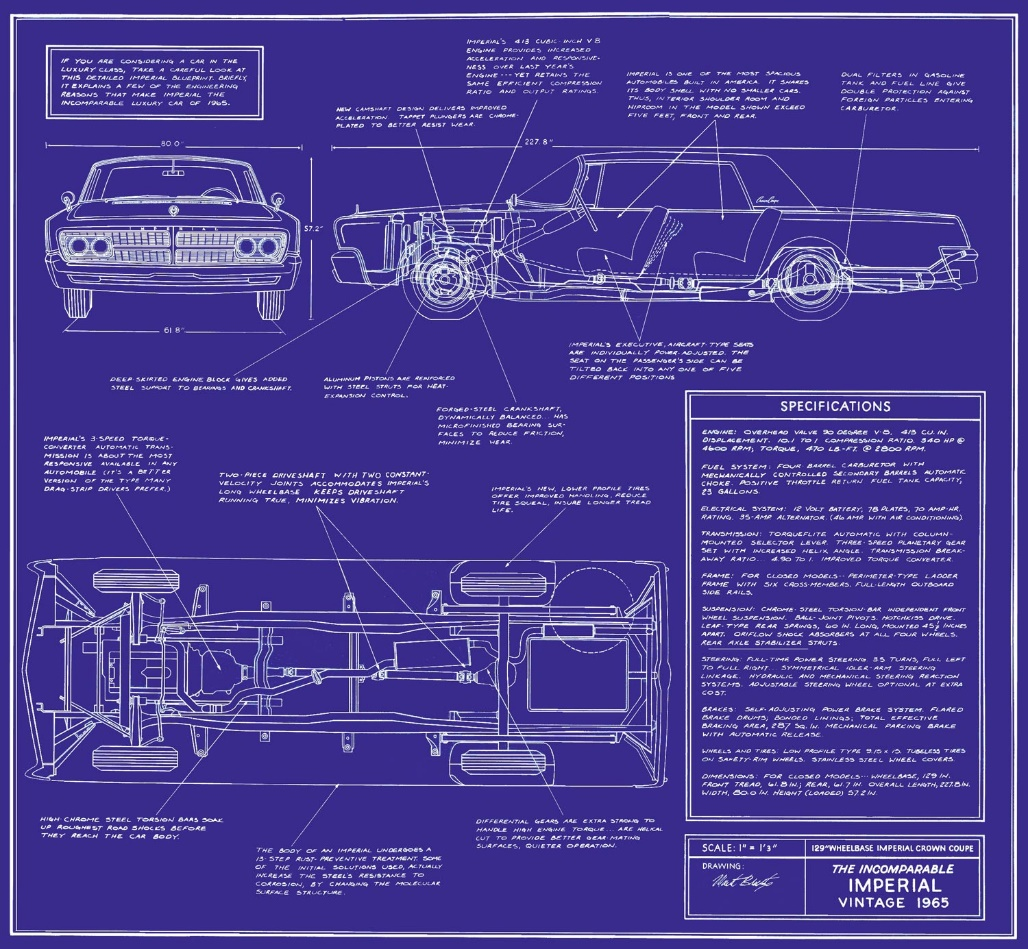 IF YOU ARE CONSIDERING A CAR IN THE
LUXURY CLASS, TAKE A CAREFUL LOOK AT
THIS DETAILED IMPERIAL BLUEPRINT. BRIEFLY,
IT EXPLAINS A FEW OF THE ENGINEERING
REASONS THAT MAKE IMPERIAL THE
INCOMPARABLE LUXURY CAR OF 1965.
IMPERIAL'S 413 CUBIC-INCH V-8
ENGINE PROVIDES INCREASED
ACCELERATION AND RESPONSIVE-
NESS OVER LAST YEAR'S
ENGINE---YET RETAINS THE
SAME EFFICIENT COMPRESSION
RATIO AND OUTPUT RATINGS.
NEW CAMSHAFT DESIGN DELIVERS IMPROVED
ACCELERATION. TAPPET PLUNGERS ARE CHROME-
PLATED TO BETTER RESIST WEAR.
IMPERIAL IS ONE OF THE MOST SPACIOUS
AUTOMOBILES BUILT IN AMERICA. IT SHARES
ITS BODY SHELL WITH NO SMALLER CARS.
THUS, INTERIOR SHOULDER ROOM AND
HIPROOM IN THE MODEL SHOWN EXCEED
FIVE FEET, FRONT AND REAR.
DUAL FILTERS IN GASOLINE
TANK AND FUEL LINE GIVE
DOUBLE PROTECTION AGAINST
FOREIGN PARTICLES ENTERING
CARBURETOR.
80.0"
227.8"
57.2"
IMPERIAL
Crown Coupe
61.8"
DEEP-SKIRTED ENGINE BLOCK GIVES ADDED
STEEL SUPPORT TO BEARINGS AND CRANKSHAFT.
ALUMINUM PISTONS ARE REINFORCED
WITH STEEL STRUTS FOR HEAT-
EXPANSION CONTROL.
IMPERIAL'S EXECUTIVE, AIRCRAFT-TYPE SEATS
ARE INDIVIDUALLY POWER-ADJUSTED. THE
SEAT ON THE PASSENGER'S SIDE CAN BE
TILTED BACK INTO ANY ONE OF FIVE
DIFFERENT POSITIONS
FORGED-STEEL CRANKSHAFT,
DYNAMICALLY BALANCED... HAS
MICROFINISHED BEARING SUR-
FACES TO REDUCE FRICTION,
MINIMIZE WEAR.
IMPERIAL'S 3-SPEED TORQUE-
CONVERTER AUTOMATIC TRANS-
MISSION IS ABOUT THE MOST
RESPONSIVE AVAILABLE IN ANY
AUTOMOBILE (IT'S A BETTER
VERSION OF THE TYPE MANY
DRAG-STRIP DRIVERS PREFER.)
TWO-PIECE DRIVESHAFT WITH TWO CONSTANT-
VELOCITY JOINTS ACCOMMODATES IMPERIAL'S
LONG WHEELBASE KEEPS DRIVESHAFT
RUNNING TRUE, MINIMIZES VIBRATION.
IMPERIAL'S NEW, LOWER PROFILE TIRES
OFFER IMPROVED HANDLING, REDUCE
TIRE SQUEAL, INSURE LONGER TREAD
LIFE.
HIGH CHROME STEEL TORSION BARS SOAK
UP ROUGHEST ROAD SHOCKS BEFORE
THEY REACH THE CAR BODY.
THE BODY OF AN IMPERIAL UNDERGOES A
13-STEP RUST-PREVENTIVE TREATMENT. SOME
OF THE INITIAL SOLUTIONS USED, ACTUALLY
INCREASE THE STEEL'S RESISTANCE TO
CORROSION, BY CHANGING THE MOLECULAR
SURFACE STRUCTURE.
DIFFERENTIAL GEARS ARE EXTRA STRONG TO
HANDLE HIGH ENGINE TORQUE... ARE HELICAL
CUT TO PROVIDE BETTER GEAR-MATING
SURFACES, QUIETER OPERATION.
SPECIFICATIONS
ENGINE: OVERHEAD VALVE 90 DEGREE V-8. 413 CU. IN.
DISPLACEMENT. 10.1 TO 1 COMPRESSION RATIO. 340 HP @
4600 RPM; TORQUE, 470 LB.-FT. @ 2800 RPM.
FUEL SYSTEM: FOUR BARREL CARBURETOR WITH
MECHANICALLY CONTROLLED SECONDARY BARRELS. AUTOMATIC
CHOKE. POSITIVE THROTTLE RETURN. FUEL TANK CAPACITY,
23 GALLONS.
ELECTRICAL SYSTEM: 12 VOLT BATTERY, 78 PLATES, 70 AMP-HR.
RATING. 35-AMP ALTERNATOR. (46 AMP WITH AIR CONDITIONING).
TRANSMISSION: TORQUEFLITE AUTOMATIC WITH COLUMN-
MOUNTED SELECTOR LEVER. THREE-SPEED PLANETARY GEAR
SET WITH INCREASED HELIX ANGLE. TRANSMISSION BREAK-
AWAY RATIO... 4.90 TO 1. IMPROVED TORQUE CONVERTER.
FRAME: FOR CLOSED MODELS--- PERIMETER-TYPE LADDER
FRAME WITH SIX CROSS-MEMBERS. FULL-LENGTH OUTBOARD
SIDE RAILS.
SUSPENSION: CHROME-STEEL TORSION-BAR INDEPENDENT FRONT
WHEEL SUSPENSION. BALL-JOINT PIVOTS. HOTCHKISS DRIVE.
LEAF-TYPE REAR SPRINGS, 60 IN. LONG, MOUNTED 45½ INCHES
APART. ORIFLOW SHOCK ABSORBERS AT ALL FOUR WHEELS.
REAR AXLE STABILIZER STRUTS.
STEERING: FULL-TIME POWER STEERING 3.5 TURNS, FULL LEFT
TO FULL RIGHT... SYMMETRICAL IDLER-ARM STEERING
LINKAGE. HYDRAULIC AND MECHANICAL STEERING REACTION
SYSTEMS. ADJUSTABLE STEERING WHEEL OPTIONAL AT EXTRA
COST.
BRAKES: SELF-ADJUSTING POWER BRAKE SYSTEM. FLARED
BRAKE DRUMS; BONDED LININGS; TOTAL EFFECTIVE
BRAKING AREA, 287 SQ. IN. MECHANICAL PARKING BRAKE
WITH AUTOMATIC RELEASE.
WHEELS AND TIRES: LOW PROFILE TYPE 9.15 x 15 TUBELESS TIRES
ON SAFETY-RIM WHEELS. STAINLESS STEEL WHEEL COVERS.
DIMENSIONS: FOR CLOSED MODELS--- WHEELBASE, 129 IN.
FRONT TREAD, 61.8 IN.; REAR, 61.7 IN. OVERALL LENGTH, 227.8 IN.
WIDTH, 80.0 IN. HEIGHT (LOADED) 57.2 IN.
SCALE: 1" = 1'3"
129" WHEELBASE IMPERIAL CROWN COUPE
DRAWING:
THE INCOMPARABLE
IMPERIAL
VINTAGE 1965